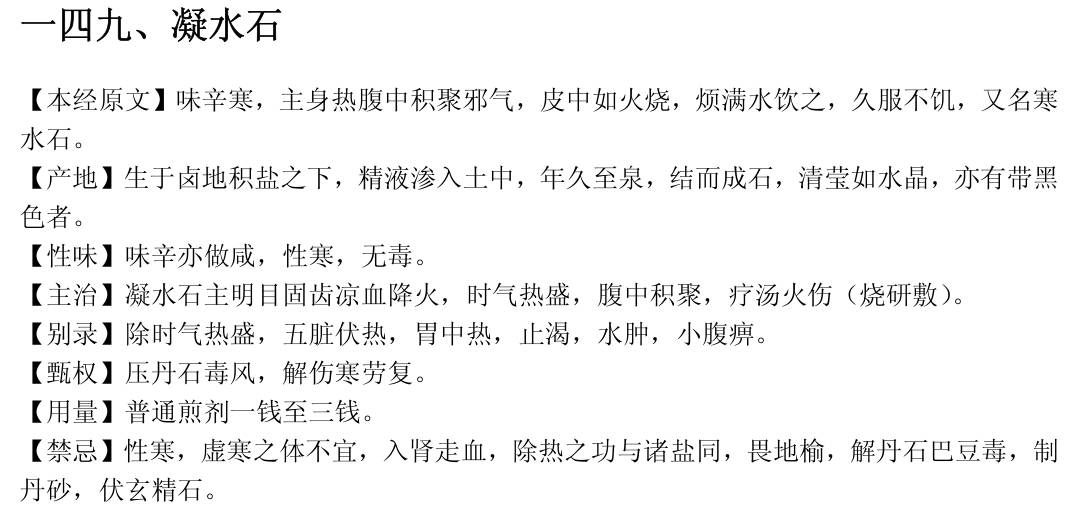 一四九、凝水石
【本经原文】味辛寒，主身热腹中积聚邪气，皮中如火烧，烦满水饮之，久服不饥，又名寒
水石。
【产地】生于卤地积盐之下，精液渗入土中，年久至泉，结而成石，清莹如水晶，亦有带黑
色者。
【性味】味辛亦做咸，性寒，无毒。
【主治】凝水石主明目固齿凉血降火，时气热盛，腹中积聚，疗汤火伤（烧研敷）。
【别录】除时气热盛，五脏伏热，胃中热，止渴，水肿，小腹痹。
【甄权】压丹石毒风，解伤寒劳复。
【用量】普通煎剂一钱至三钱。
【禁忌】性寒，虚寒之体不宜，入肾走血，除热之功与诸盐同，畏地榆，解丹石巴豆毒，制
丹砂，伏玄精石。